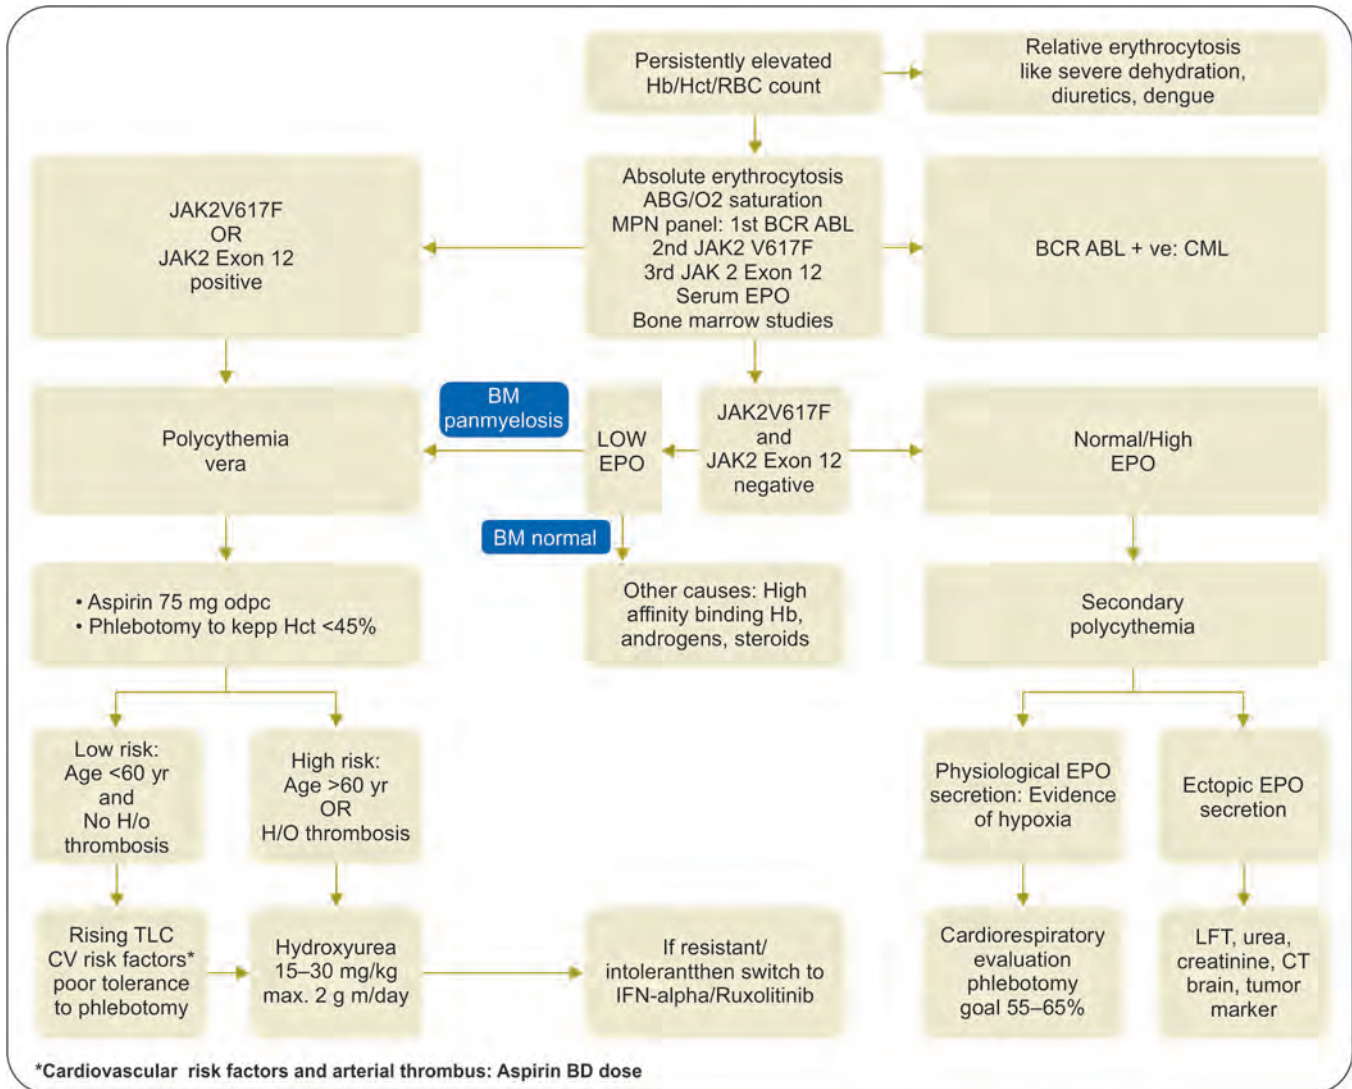 Persistently elevated
Hb/Hct/RBC count
Relative erythrocytosis
like severe dehydration,
diuretics, dengue
JAK2V617F
OR
JAK2 Exon 12
positive
Absolute erythrocytosis
ABG/O2 saturation
MPN panel: 1st BCR ABL
2nd JAK2 V617F
3rd JAK 2 Exon 12
Serum EPO
Bone marrow studies
BCR ABL + ve: CML
Polycythemia
vera
BM
panmyelosis
LOW
EPO
JAK2V617F
and
JAK2 Exon 12
negative
Normal/High
EPO
BM normal
• Aspirin 75 mg odpc
• Phlebotomy to kepp Hct <45%
Other causes: High
affinity binding Hb,
androgens, steroids
Secondary
polycythemia
Low risk:
Age <60 yr
and
No H/o
thrombosis
High risk:
Age >60 yr
OR
H/O thrombosis
Physiological EPO
secretion: Evidence
of hypoxia
Ectopic EPO
secretion
Rising TLC
CV risk factors*
poor tolerance
to phlebotomy
Hydroxyurea
15–30 mg/kg
max. 2 g m/day
If resistant/
intolerantthen switch to
IFN-alpha/Ruxolitinib
Cardiorespiratory
evaluation
phlebotomy
goal 55–65%
LFT, urea,
creatinine, CT
brain, tumor
marker
*Cardiovascular risk factors and arterial thrombus: Aspirin BD dose